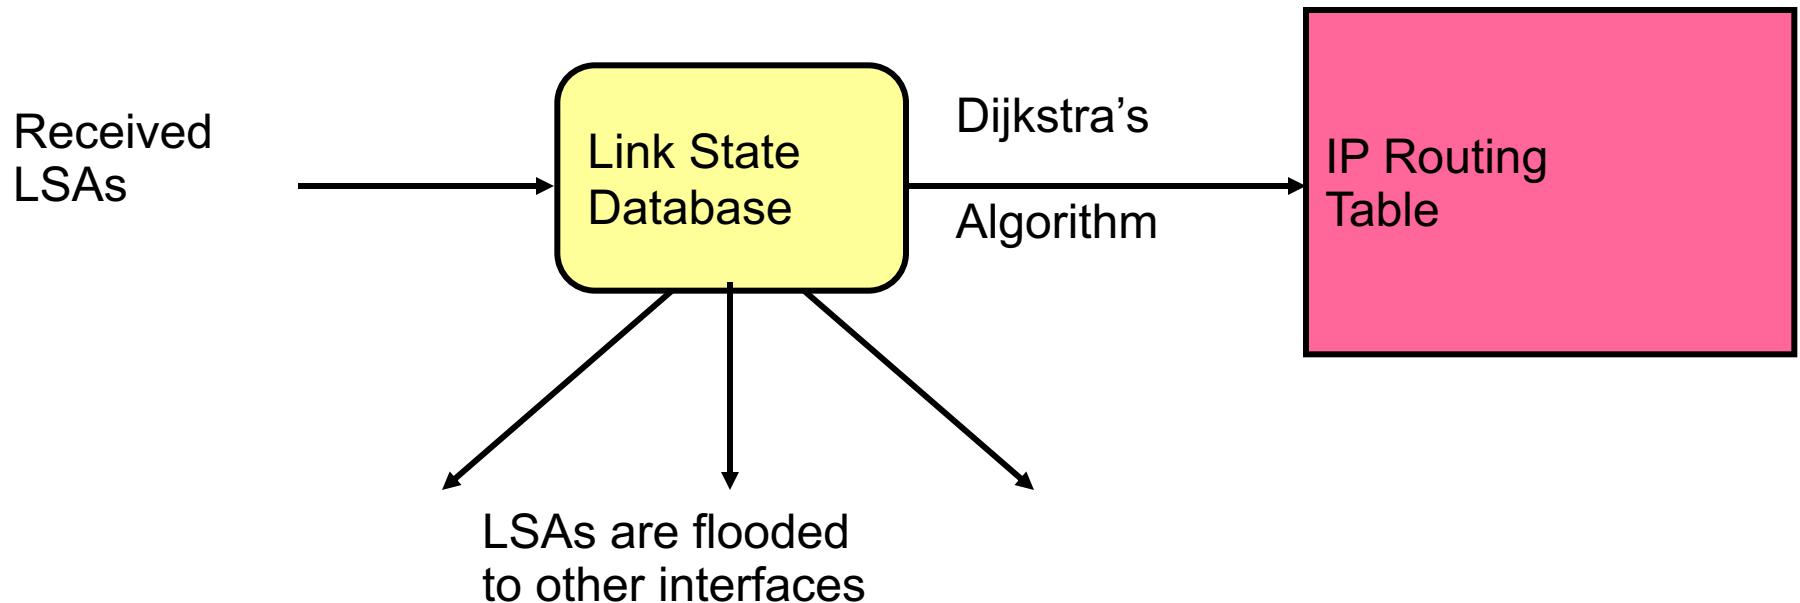 Received
LSAs
Link State
Database
Dijkstra’s
Algorithm
IP Routing
Table
LSAs are flooded
to other interfaces